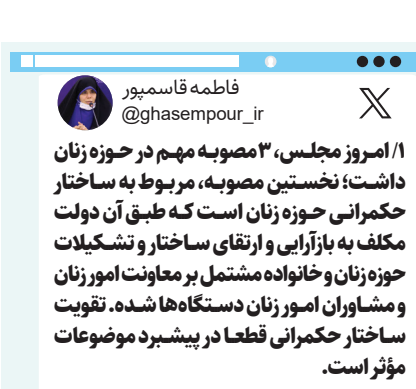 فاطمه قاسمپور
@ghasempour_ir
۱/ امروز مجلس، ۳ مصوبه مهم در حوزه زنان
داشت؛ نخستین مصوبه، مربوط به ساختار
حکمرانی حوزه زنان است که طبق آن دولت
مکلف به بازآرایی و ارتقای ساختار و تشکیلات
حوزه زنان و خانواده مشتمل بر معاونت امور زنان
و مشاوران امور زنان دستگاه‌ها شده. تقویت
ساختار حکمرانی قطعا در پیشبرد موضوعات
مؤثر است.